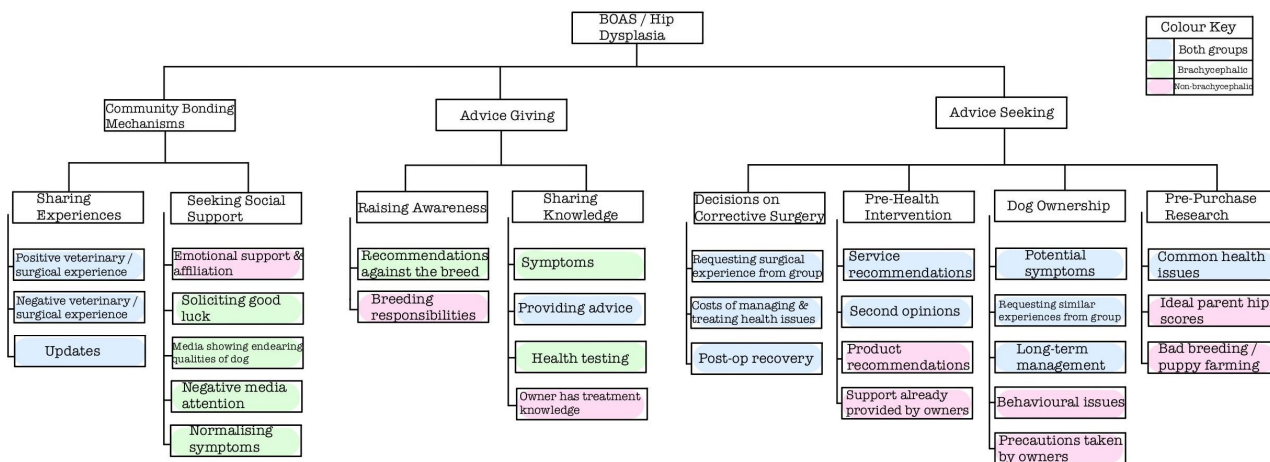 BOAS / Hip
Dysplasia
Colour Key
Both groups
Brachycephalic
Non-brachycephalic
Community Bonding
Mechanisms
Advice Giving
Advice Seeking
Sharing
Experiences
Positive veterinary /
surgical experience
Negative veterinary /
surgical experience
Updates
Seeking Social
Support
Emotional support &
affiliation
Soliciting good
luck
Media showing endearing
qualities of dog
Negative media
attention
Normalising
symptoms
Raising Awareness
Recommendations
against the breed
Breeding
responsibilities
Sharing
Knowledge
Symptoms
Providing advice
Health testing
Owner has treatment
knowledge
Decisions on
Corrective Surgery
Requesting surgical
experience from group
Costs of managing &
treating health issues
Post-op recovery
Pre-Health
Intervention
Service
recommendations
Second opinions
Product
recommendations
Support already
provided by owners
Dog Ownership
Potential
symptoms
Requesting similar
experiences from group
Long-term
management
Behavioural issues
Precautions taken
by owners
Pre-Purchase
Research
Common health
issues
Ideal parent hip
scores
Bad breeding /
puppy farming